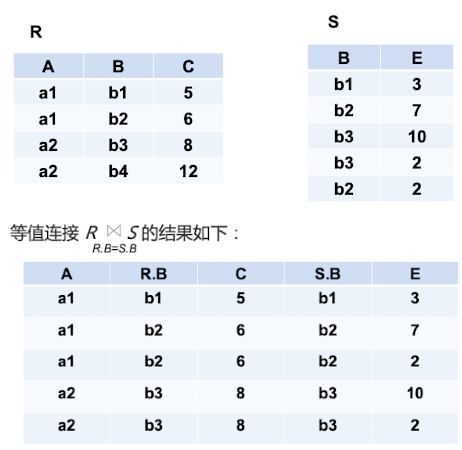 R
A B C
a1 b1 5
a1 b2 6
a2 b3 8
a2 b4 12
S
B E
b1 3
b2 7
b3 10
b3 2
b2 2
等值连接 R ⋈ S 的结果如下：
R.B=S.B
A R.B C S.B E
a1 b1 5 b1 3
a1 b2 6 b2 7
a1 b2 6 b2 2
a2 b3 8 b3 10
a2 b3 8 b3 2